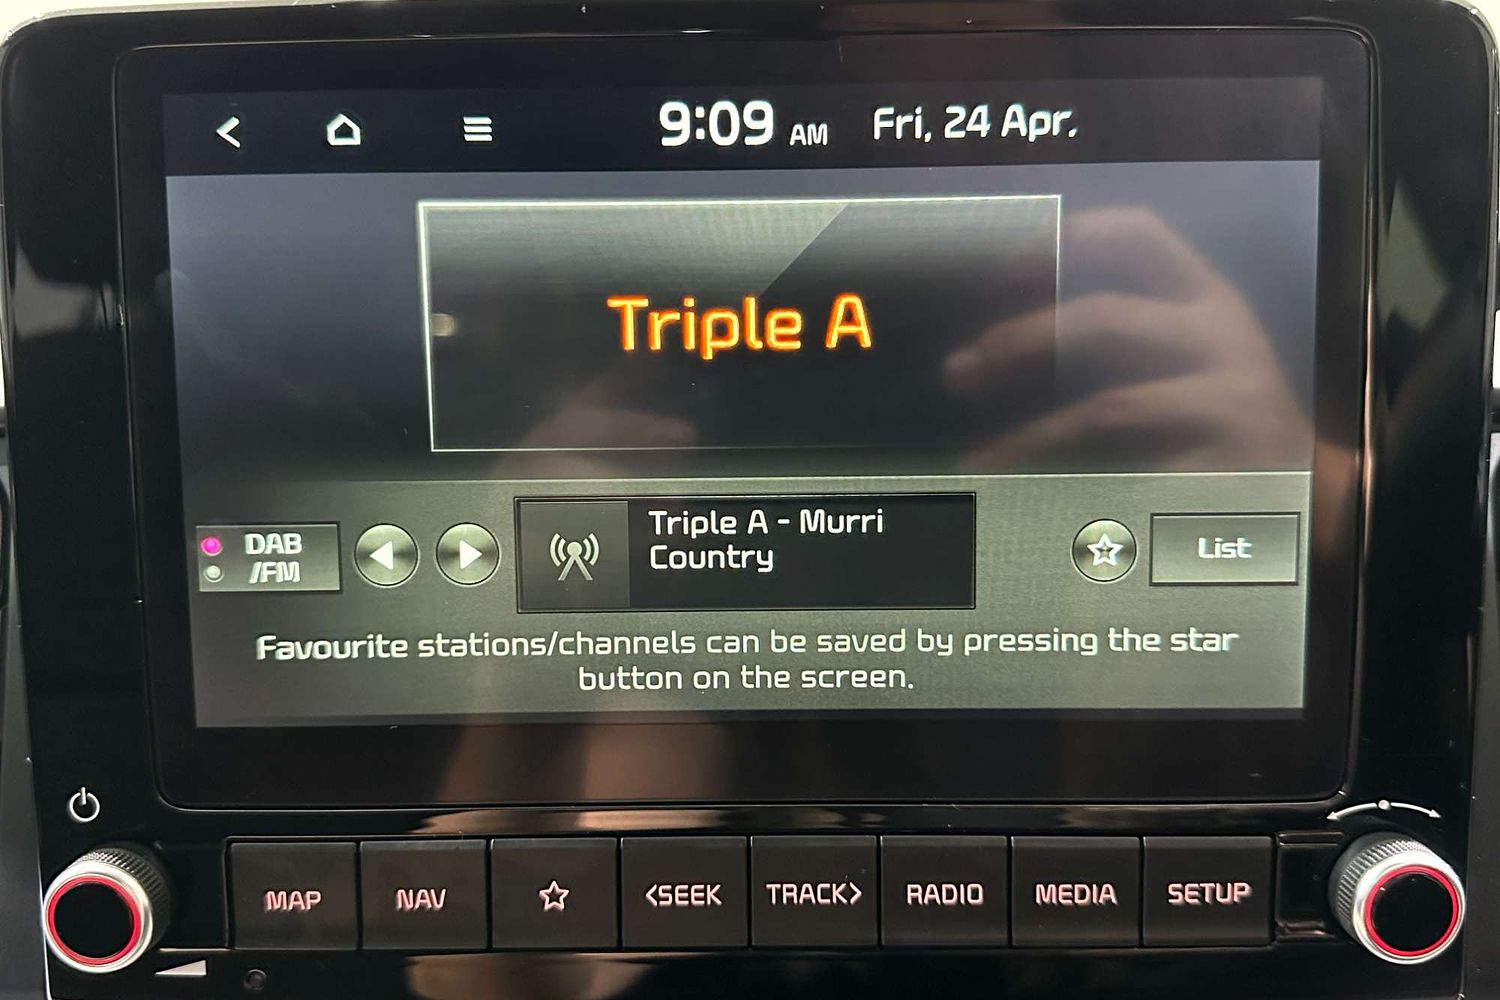 9:09 AM Fri, 24 Apr.
Triple A
DAB
/FM
Triple A - Murri
Country
List
Favourite stations/channels can be saved by pressing the star
button on the screen.
MAP NAV <SEEK TRACK> RADIO MEDIA SETUP